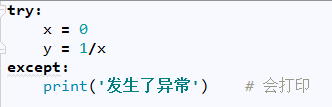 try:
    x = 0
    y = 1/x
except:
    print('发生了异常')    # 会打印